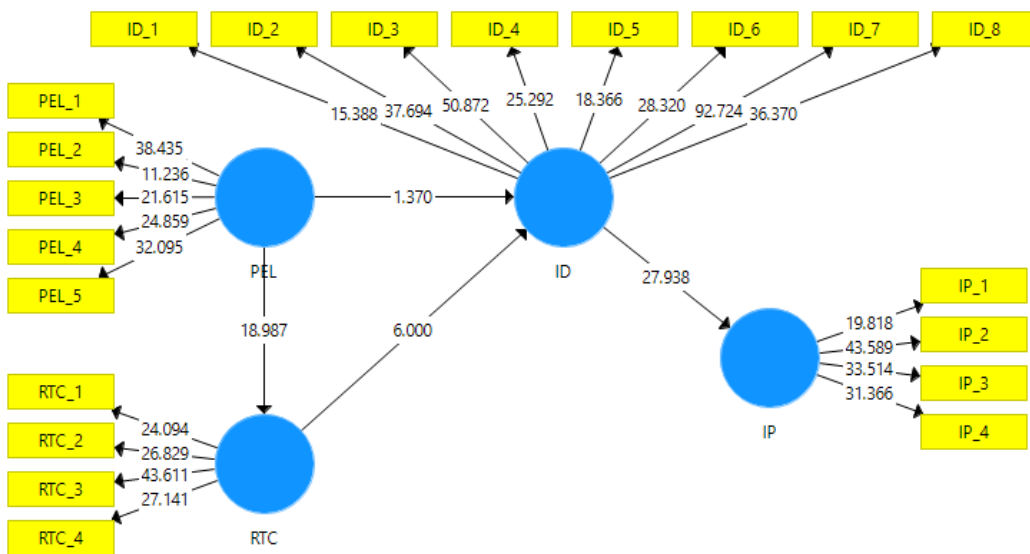 ID_1 ID_2 ID_3 ID_4 ID_5 ID_6 ID_7 ID_8
15.388 37.694 50.872 25.292 18.366 28.320 92.724 36.370
PEL_1
PEL_2
PEL_3
PEL_4
PEL_5
38.435
11.236
21.615
24.859
32.095
PEL
1.370
ID
18.987
6.000
27.938
RTC_1
RTC_2
RTC_3
RTC_4
24.094
26.829
43.611
27.141
RTC
IP
19.818
43.589
33.514
31.366
IP_1
IP_2
IP_3
IP_4